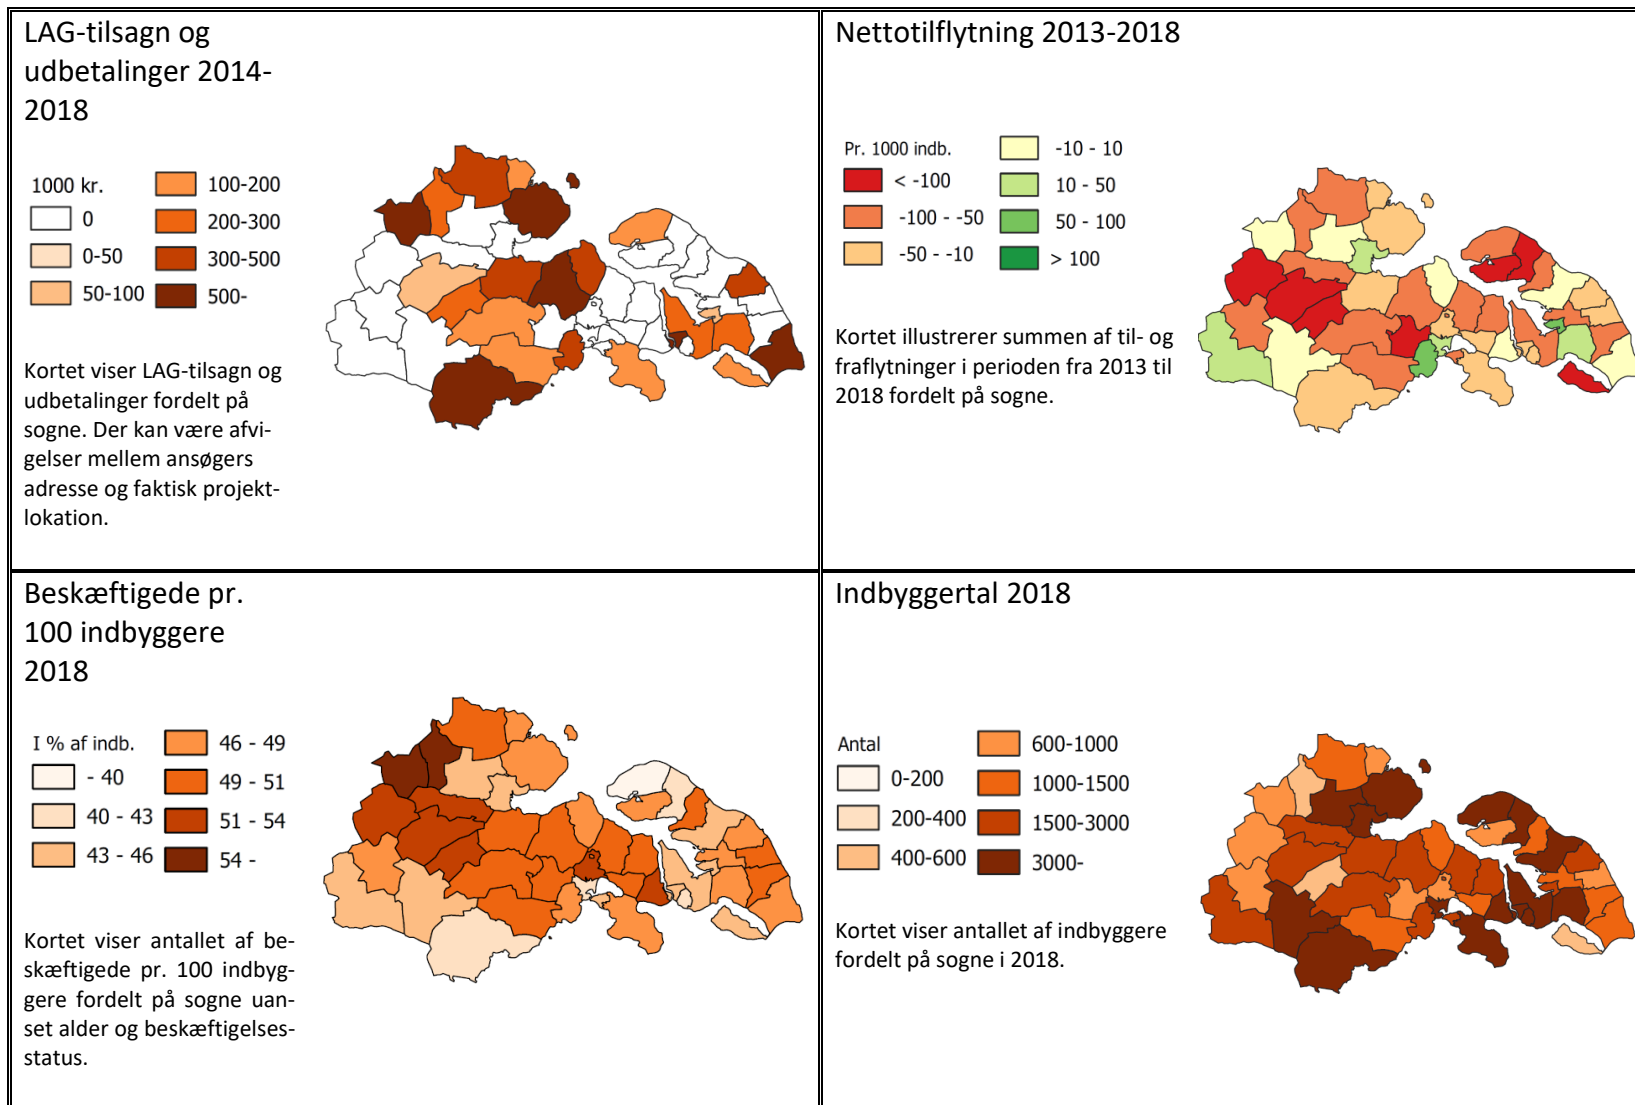 LAG-tilsagn og
udbetalinger 2014-
2018
1000 kr.
0
0-50
50-100
100-200
200-300
300-500
500-
Kortet viser LAG-tilsagn og
udbetalinger fordelt på
sogne. Der kan være afvi-
gelser mellem ansøgers
adresse og faktisk projekt-
lokation.
Nettotilflytning 2013-2018
Pr. 1000 indb.
< -100
-100 - -50
-50 - -10
-10 - 10
10 - 50
50 - 100
> 100
Kortet illustrerer summen af til- og
fraflytninger i perioden fra 2013 til
2018 fordelt på sogne.
Beskæftigede pr.
100 indbyggere
2018
I % af indb.
- 40
40 - 43
43 - 46
46 - 49
49 - 51
51 - 54
54 -
Kortet viser antallet af be-
skæftigede pr. 100 indbyg-
gere fordelt på sogne uan-
set alder og beskæftigelses-
status.
Indbyggertal 2018
Antal
0-200
200-400
400-600
600-1000
1000-1500
1500-3000
3000-
Kortet viser antallet af indbyggere
fordelt på sogne i 2018.